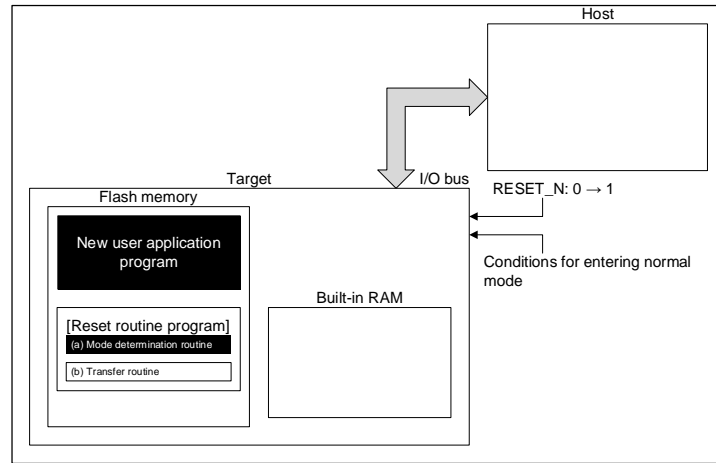 Host
Target
I/O bus
RESET_N: 0 → 1
Flash memory
New user application
program
Conditions for entering normal
mode
Built-in RAM
[Reset routine program]
(a) Mode determination routine
(b) Transfer routine